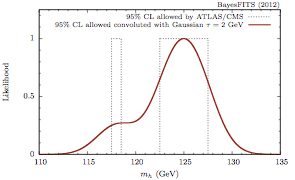 BayesFITS (2012)
95% CL allowed by ATLAS/CMS
95% CL allowed convoluted with Gaussian τ = 2 GeV
1
0.5
0
Likelihood
110 115 120 125 130 135
m_h (GeV)